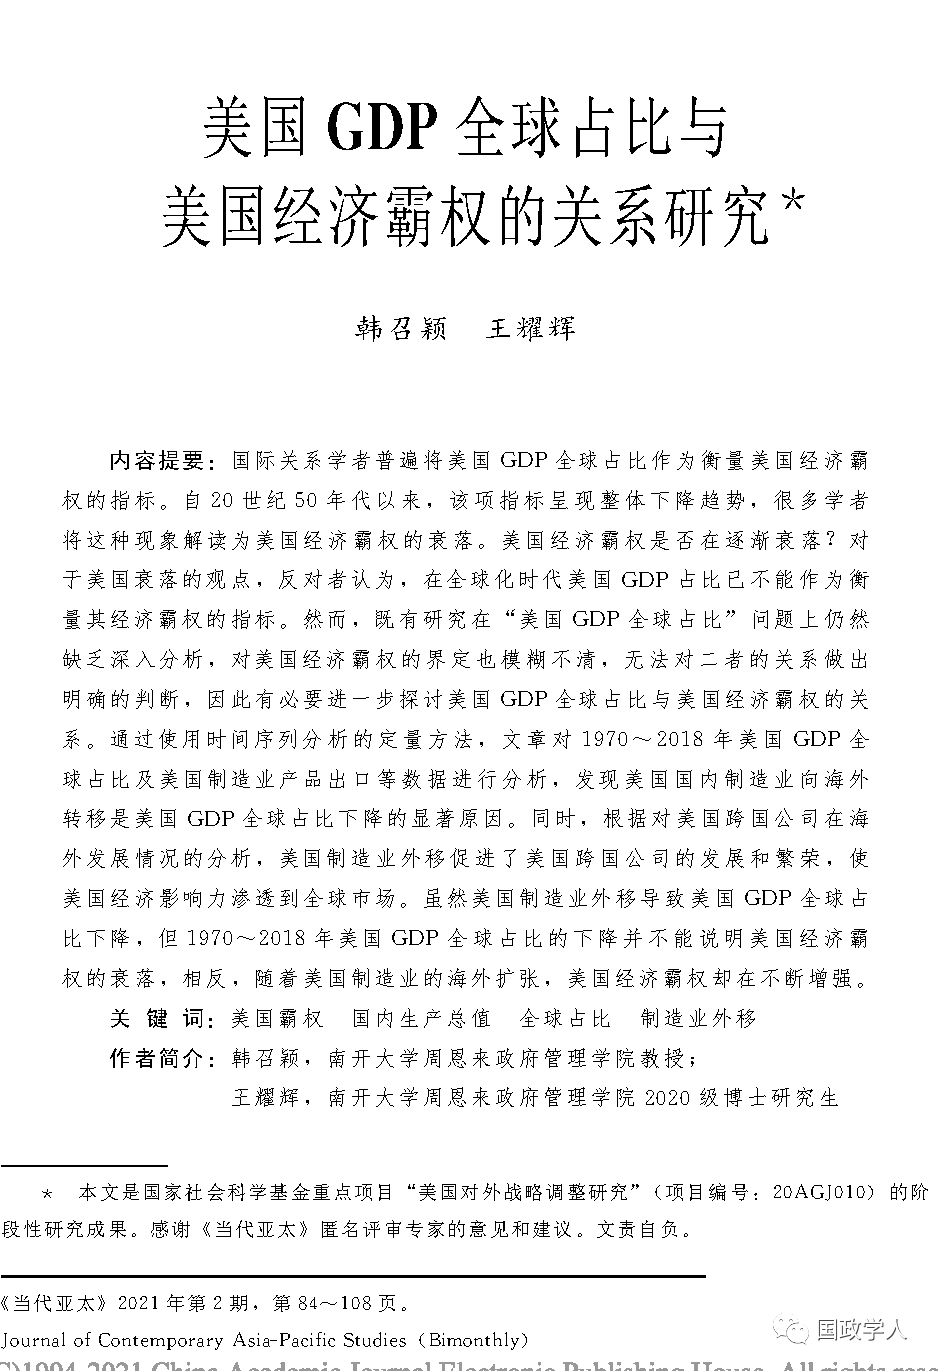 美国 GDP 全球占比与
美国经济霸权的关系研究*
韩召颖 王耀辉
内容提要：国际关系学者普遍将美国 GDP 全球占比作为衡量美国经济霸
权的指标。自 20 世纪 50 年代以来，该项指标呈现整体下降趋势，很多学者
将这种现象解读为美国经济霸权的衰落。美国经济霸权是否在逐渐衰落？对
于美国衰落的观点，反对者认为，在全球化时代美国 GDP 占比已不能作为衡
量其经济霸权的指标。然而，既有研究在“美国 GDP 全球占比”问题上仍然
缺乏深入分析，对美国经济霸权的界定也模糊不清，无法对二者的关系做出
明确的判断，因此有必要进一步探讨美国 GDP 全球占比与美国经济霸权的关
系。通过使用时间序列分析的定量方法，文章对 1970～2018 年美国 GDP 全
球占比及美国制造业产品出口等数据进行分析，发现美国国内制造业向海外
转移是美国 GDP 全球占比下降的显著原因。同时，根据对美国跨国公司在海
外发展情况的分析，美国制造业外移促进了美国跨国公司的发展和繁荣，使
美国经济影响力渗透到全球市场。虽然美国制造业外移导致美国 GDP 全球占
比下降，但 1970～2018 年美国 GDP 全球占比的下降并不能说明美国经济霸
权的衰落，相反，随着美国制造业的海外扩张，美国经济霸权却在不断增强。
关 键 词：美国霸权 国内生产总值 全球占比 制造业外移
作者简介：韩召颖，南开大学周恩来政府管理学院教授；
王耀辉，南开大学周恩来政府管理学院 2020 级博士研究生
* 本文是国家社会科学基金重点项目“美国对外战略调整研究”（项目编号：20AGJ010）的阶
段性研究成果。感谢《当代亚太》匿名评审专家的意见和建议。文责自负。
《当代亚太》2021 年第 2 期，第 84～108 页。
Journal of Contemporary Asia-Pacific Studies (Bimonthly)
国政学人
(C)1994-2021 China Academic Journal Electronic Publishing House. All rights rese